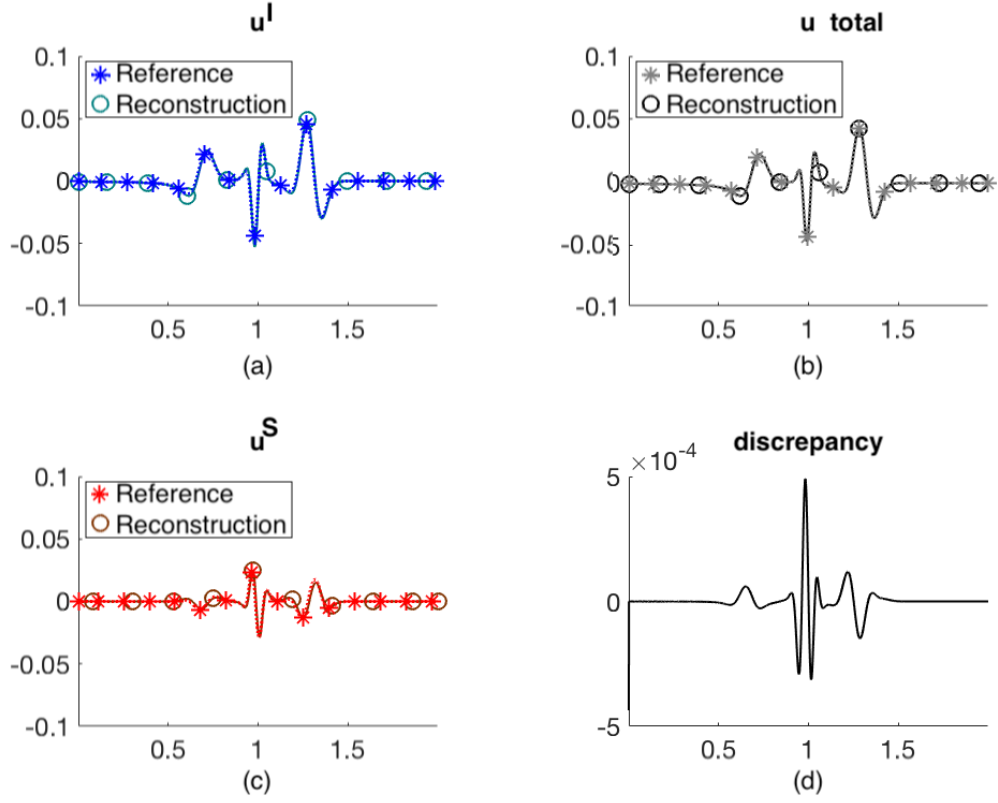 u^I
0.1
0.05
0
-0.05
-0.1
Reference
Reconstruction
0.5 1 1.5
(a)
u total
0.1
0.05
0
-0.05
-0.1
Reference
Reconstruction
0.5 1 1.5
(b)
u^S
0.1
0.05
0
-0.05
-0.1
Reference
Reconstruction
0.5 1 1.5
(c)
discrepancy
×10^-4
5
0
-5
0.5 1 1.5
(d)